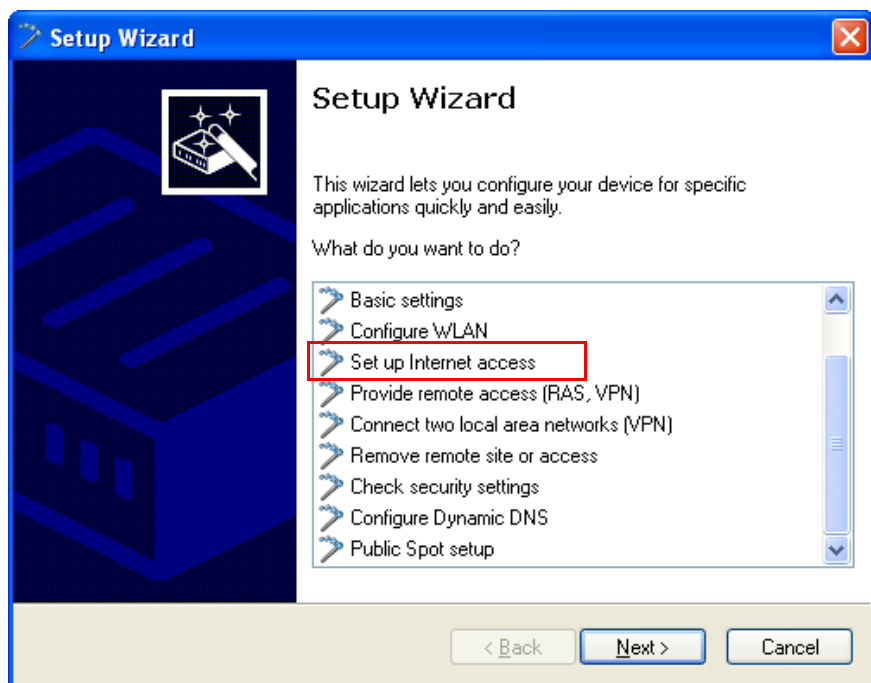 Setup Wizard
Setup Wizard
This wizard lets you configure your device for specific
applications quickly and easily.
What do you want to do?
Basic settings
Configure WLAN
Set up Internet access
Provide remote access (RAS, VPN)
Connect two local area networks (VPN)
Remove remote site or access
Check security settings
Configure Dynamic DNS
Public Spot setup
< Back Next > Cancel